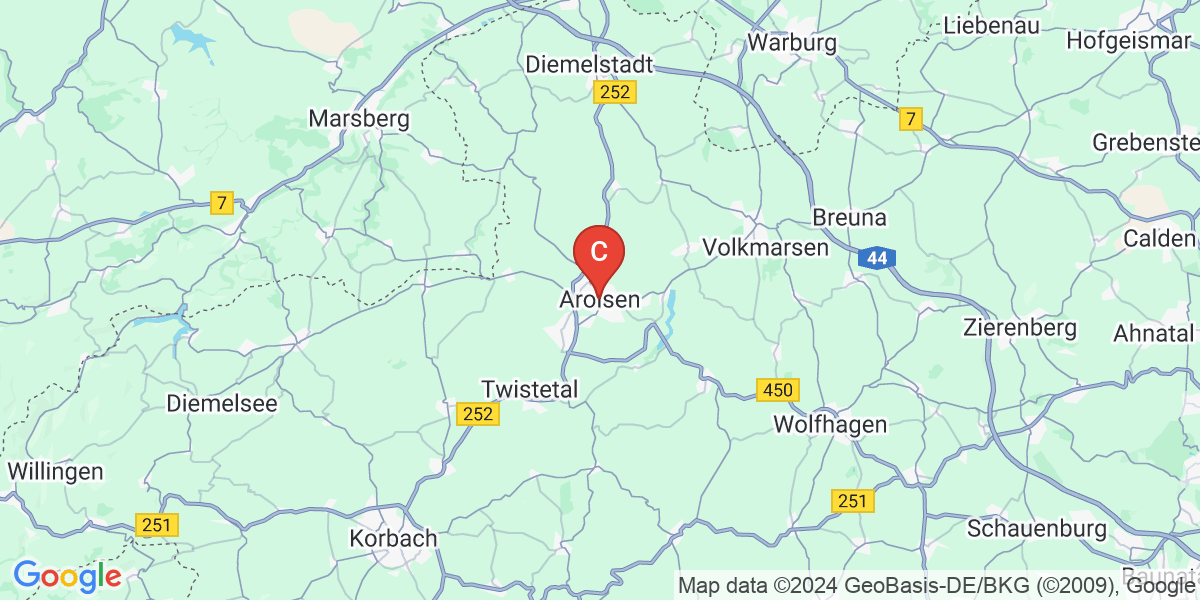 Liebenau
Warburg
Hofgeismar
Diemelstadt
252
Marsberg
7
Grebenste
7
Breuna
Volkmarsen
Calden
44
C
Arolsen
Zierenberg
Ahnatal
Twistetal
450
Diemelsee
252
Wolfhagen
Willingen
251
251
Schauenburg
Korbach
Baunata
Google
Map data ©2024 GeoBasis-DE/BKG (©2009), Google